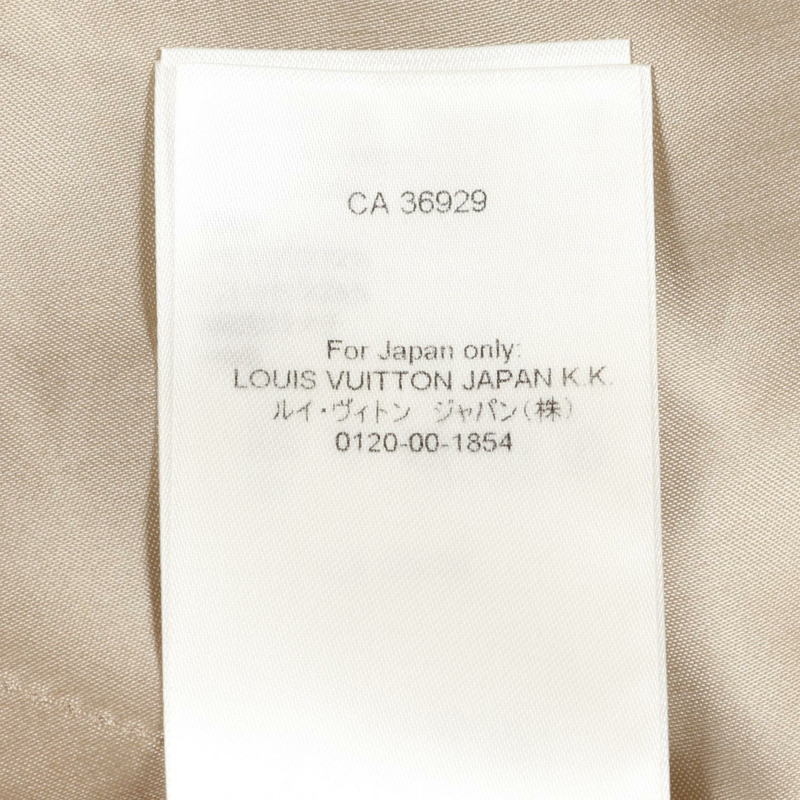 CA 36929
For Japan only:
LOUIS VUITTON JAPAN K.K.
ルイ・ヴィトン ジャパン(株)
0120-00-1854